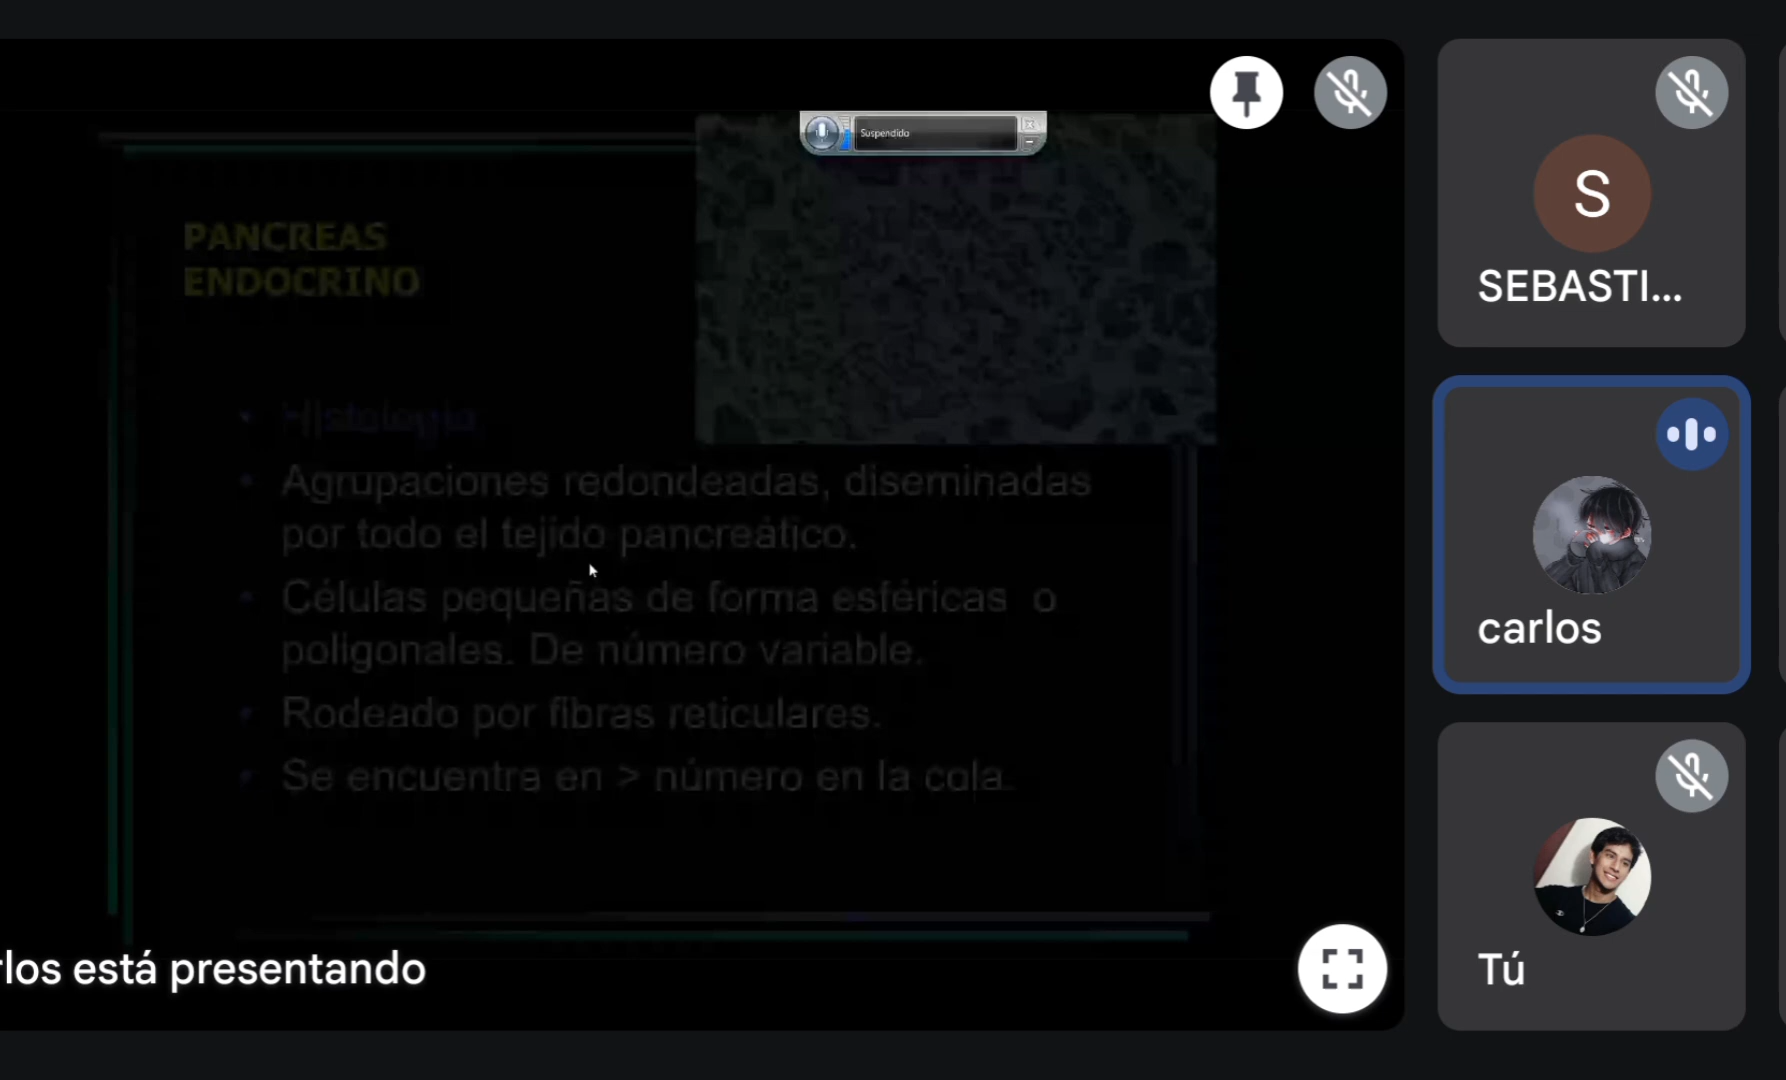 Suspendido
PANCREAS
ENDOCRINO
Histología
Agrupaciones redondeadas, diseminadas
por todo el tejido pancreático.
Células pequeñas de forma esféricas o
poligonales. De número variable.
Rodeado por fibras reticulares.
Se encuentra en > número en la cola.
rlos está presentando
S
SEBASTI...
carlos
Tú